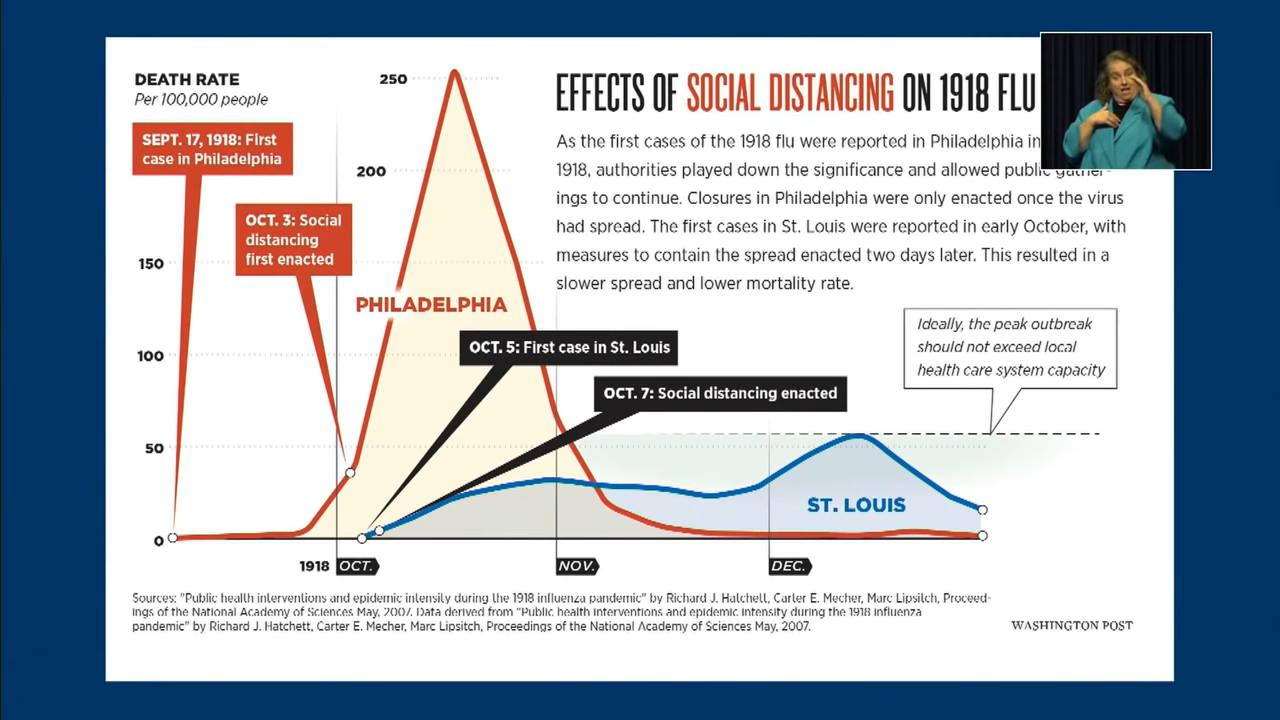 DEATH RATE
Per 100,000 people
EFFECTS OF SOCIAL DISTANCING ON 1918 FLU
As the first cases of the 1918 flu were reported in Philadelphia in
1918, authorities played down the significance and allowed public gather-
ings to continue. Closures in Philadelphia were only enacted once the virus
had spread. The first cases in St. Louis were reported in early October, with
measures to contain the spread enacted two days later. This resulted in a
slower spread and lower mortality rate.
SEPT. 17, 1918: First
case in Philadelphia
OCT. 3: Social
distancing
first enacted
250
200
150
100
50
0
PHILADELPHIA
OCT. 5: First case in St. Louis
OCT. 7: Social distancing enacted
Ideally, the peak outbreak
should not exceed local
health care system capacity
ST. LOUIS
1918 OCT. NOV. DEC.
Sources: "Public health interventions and epidemic intensity during the 1918 influenza pandemic" by Richard J. Hatchett, Carter E. Mecher, Marc Lipsitch, Proceed-
ings of the National Academy of Sciences May, 2007. Data derived from "Public health interventions and epidemic intensity during the 1918 influenza
pandemic" by Richard J. Hatchett, Carter E. Mecher, Marc Lipsitch, Proceedings of the National Academy of Sciences May, 2007.
WASHINGTON POST